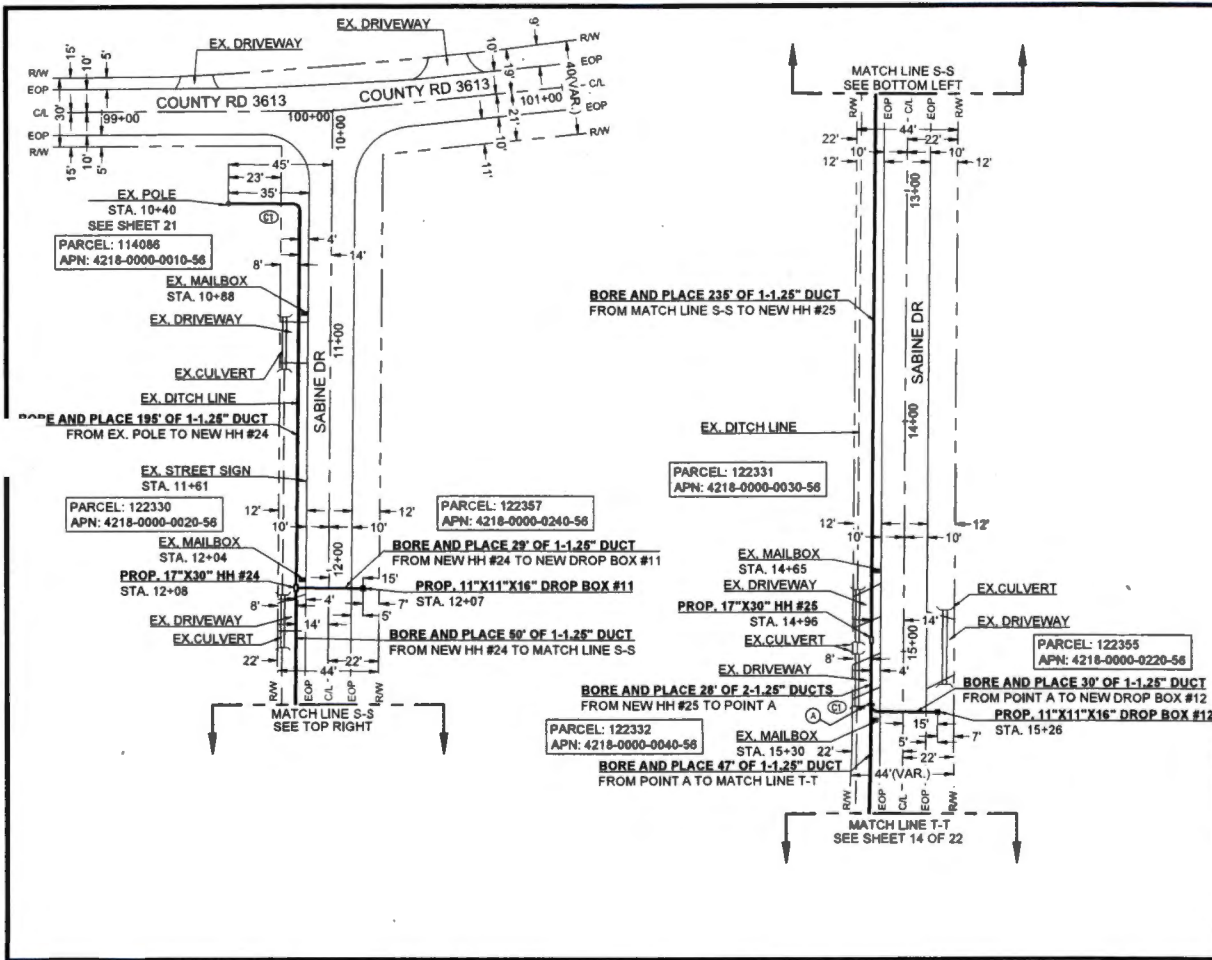 EX. DRIVEWAY
EX. DRIVEWAY
15'
10'
5'
R/W
EOP
30'
C/L
EOP
R/W
15'
10'
5'
COUNTY RD 3613
COUNTY RD 3613
99+00
100+00
101+00
10+00
10'
19'
9'
40'(VAR.)
21'
10'
11'
R/W
EOP
C/L
EOP
R/W
45'
23'
35'
EX. POLE
STA. 10+40
SEE SHEET 21
C1
PARCEL: 114086
APN: 4218-0000-0010-56
4'
14'
8'
EX. MAILBOX
STA. 10+88
EX. DRIVEWAY
11+00
EX.CULVERT
SABINE DR
EX. DITCH LINE
BORE AND PLACE 195' OF 1-1.25" DUCT
FROM EX. POLE TO NEW HH #24
EX. STREET SIGN
STA. 11+61
PARCEL: 122330
APN: 4218-0000-0020-56
12'
12'
10'
10'
PARCEL: 122357
APN: 4218-0000-0240-56
EX. MAILBOX
STA. 12+04
12+00
BORE AND PLACE 29' OF 1-1.25" DUCT
FROM NEW HH #24 TO NEW DROP BOX #11
PROP. 17"X30" HH #24
STA. 12+08
15'
PROP. 11"X11"X16" DROP BOX #11
STA. 12+07
8'
4'
7'
14'
5'
EX. DRIVEWAY
EX.CULVERT
BORE AND PLACE 50' OF 1-1.25" DUCT
FROM NEW HH #24 TO MATCH LINE S-S
22'
22'
44'
R/W
EOP
C/L
EOP
R/W
MATCH LINE S-S
SEE TOP RIGHT
MATCH LINE S-S
SEE BOTTOM LEFT
R/W
EOP
C/L
EOP
R/W
44'
22'
22'
10'
10'
12'
12'
13+00
BORE AND PLACE 235' OF 1-1.25" DUCT
FROM MATCH LINE S-S TO NEW HH #25
SABINE DR
14+00
EX. DITCH LINE
PARCEL: 122331
APN: 4218-0000-0030-56
12'
12'
10'
10'
EX. MAILBOX
STA. 14+65
EX. DRIVEWAY
PROP. 17"X30" HH #25
STA. 14+96
EX.CULVERT
8'
4'
14'
15+00
EX.CULVERT
EX. DRIVEWAY
PARCEL: 122355
APN: 4218-0000-0220-56
EX. DRIVEWAY
BORE AND PLACE 28' OF 2-1.25" DUCTS
FROM NEW HH #25 TO POINT A
A
C1
BORE AND PLACE 30' OF 1-1.25" DUCT
FROM POINT A TO NEW DROP BOX #12
PROP. 11"X11"X16" DROP BOX #12
STA. 15+26
15'
7'
5'
22'
PARCEL: 122332
APN: 4218-0000-0040-56
EX. MAILBOX
STA. 15+30
22'
44'(VAR.)
BORE AND PLACE 47' OF 1-1.25" DUCT
FROM POINT A TO MATCH LINE T-T
R/W
EOP
C/L
EOP
R/W
MATCH LINE T-T
SEE SHEET 14 OF 22